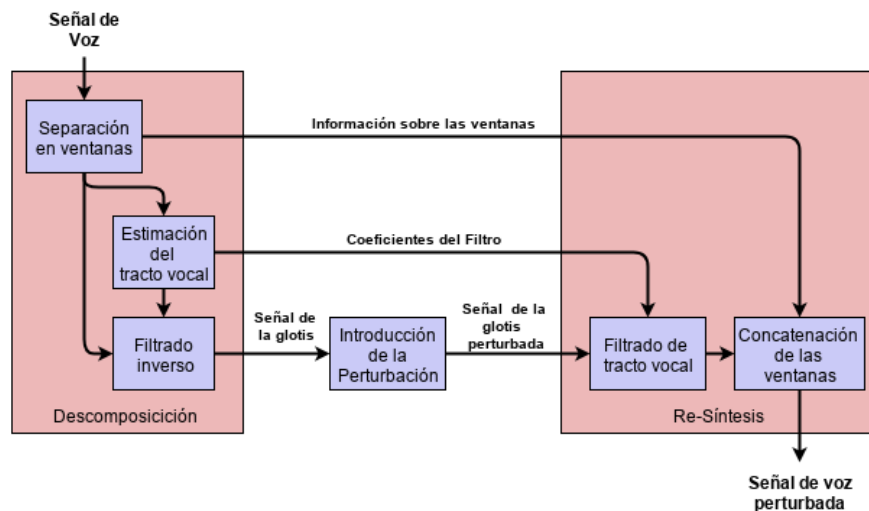 Señal de
Voz
Separación
en ventanas
Información sobre las ventanas
Estimación
del
tracto vocal
Coeficientes del Filtro
Filtrado
inverso
Señal de
la glotis
Introducción
de la
Perturbación
Señal de la
glotis
perturbada
Filtrado de
tracto vocal
Concatenación
de las
ventanas
Descomposicición
Re-Síntesis
Señal de voz
perturbada